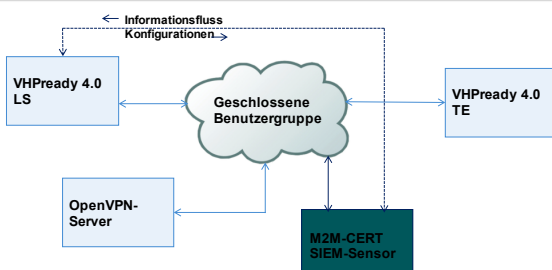 Informationsfluss
Konfigurationen
VHPready 4.0
LS
Geschlossene
Benutzergruppe
VHPready 4.0
TE
OpenVPN-
Server
M2M-CERT
SIEM-Sensor